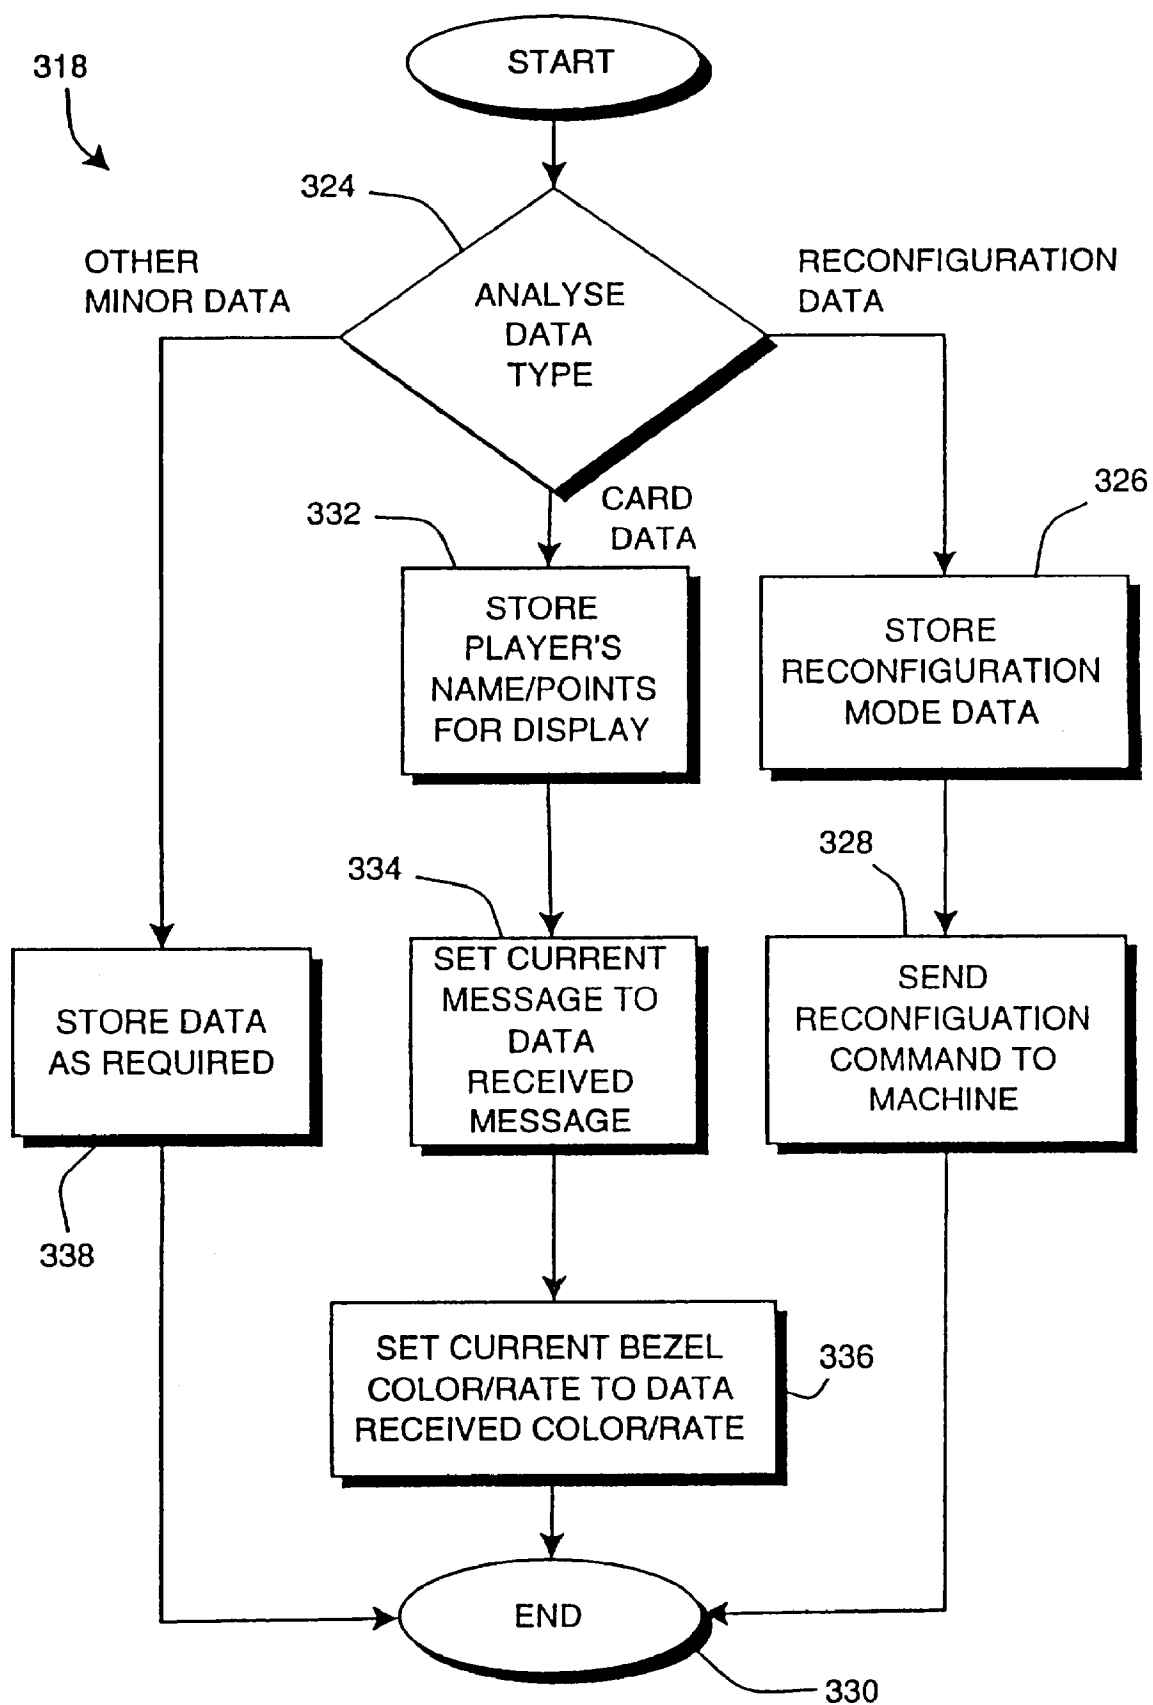 START
318
324
OTHER
MINOR DATA
RECONFIGURATION
DATA
ANALYSE
DATA
TYPE
CARD
DATA
326
332
STORE
PLAYER'S
NAME/POINTS
FOR DISPLAY
STORE
RECONFIGURATION
MODE DATA
334
328
STORE DATA
AS REQUIRED
SET CURRENT
MESSAGE TO
DATA
RECEIVED
MESSAGE
SEND
RECONFIGUATION
COMMAND TO
MACHINE
338
SET CURRENT BEZEL
COLOR/RATE TO DATA
RECEIVED COLOR/RATE
336
END
330